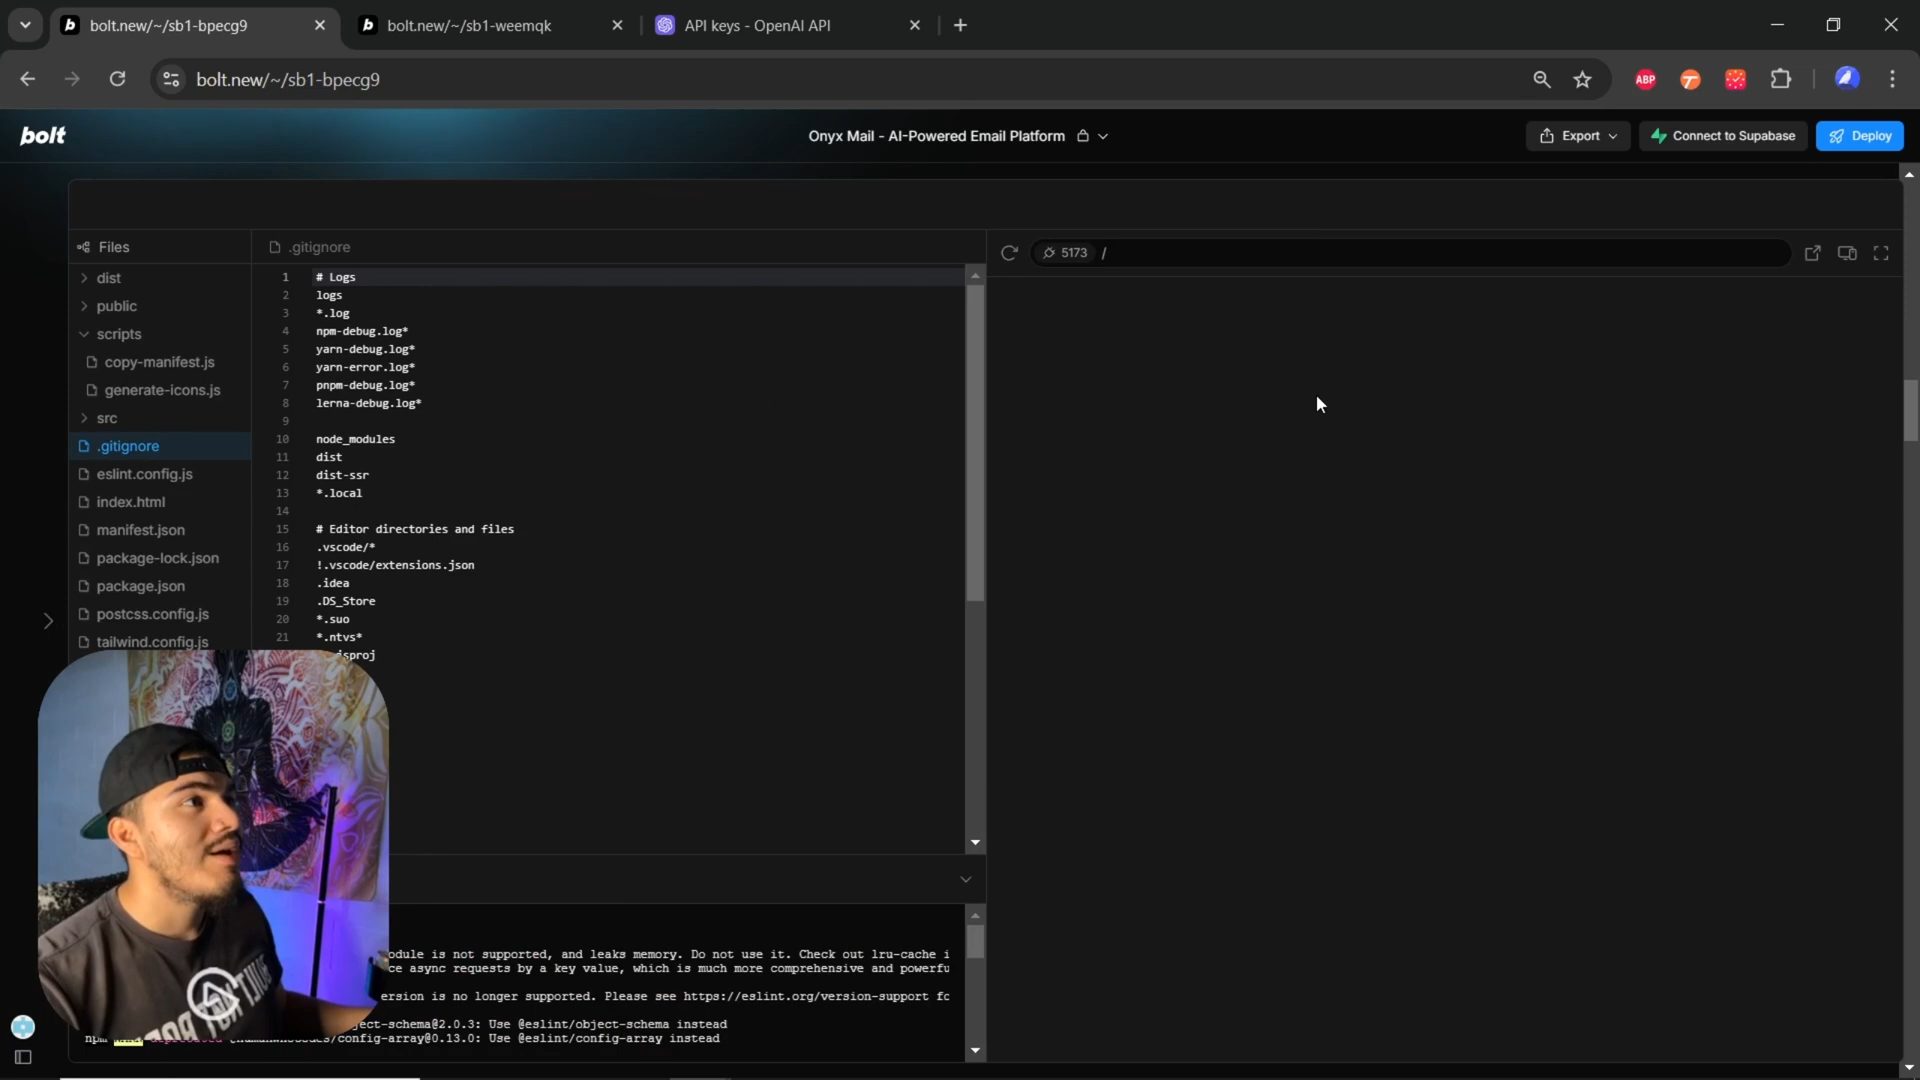 bolt.new/~/sb1-bpecg9
bolt.new/~/sb1-weemqk
API keys - OpenAI API
bolt.new/~/sb1-bpecg9
ABP
bolt
Onyx Mail - AI-Powered Email Platform
Export
Connect to Supabase
Deploy
Files
.gitignore
5173 /
dist
public
scripts
copy-manifest.js
generate-icons.js
src
.gitignore
eslint.config.js
index.html
manifest.json
package-lock.json
package.json
postcss.config.js
tailwind.config.js
1 # Logs
2 logs
3 *.log
4 npm-debug.log*
5 yarn-debug.log*
6 yarn-error.log*
7 pnpm-debug.log*
8 lerna-debug.log*
9
10 node_modules
11 dist
12 dist-ssr
13 *.local
14
15 # Editor directories and files
16 .vscode/*
17 !.vscode/extensions.json
18 .idea
19 .DS_Store
20 *.suo
21 *.ntvs*
sproj
odule is not supported, and leaks memory. Do not use it. Check out lru-cache i
ce async requests by a key value, which is much more comprehensive and powerfu
ersion is no longer supported. Please see https://eslint.org/version-support fo
ject-schema@2.0.3: Use @eslint/object-schema instead
npm config-array@0.13.0: Use @eslint/config-array instead